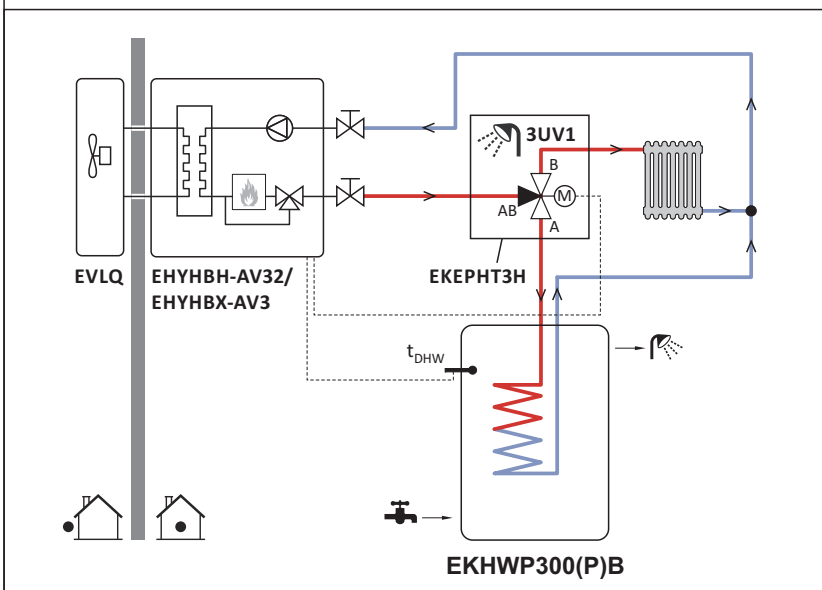 3UV1
B
M
AB
A
EVLQ
EHYHBH-AV32/
EHYHBX-AV3
EKEPHT3H
tDHW
EKHWP300(P)B